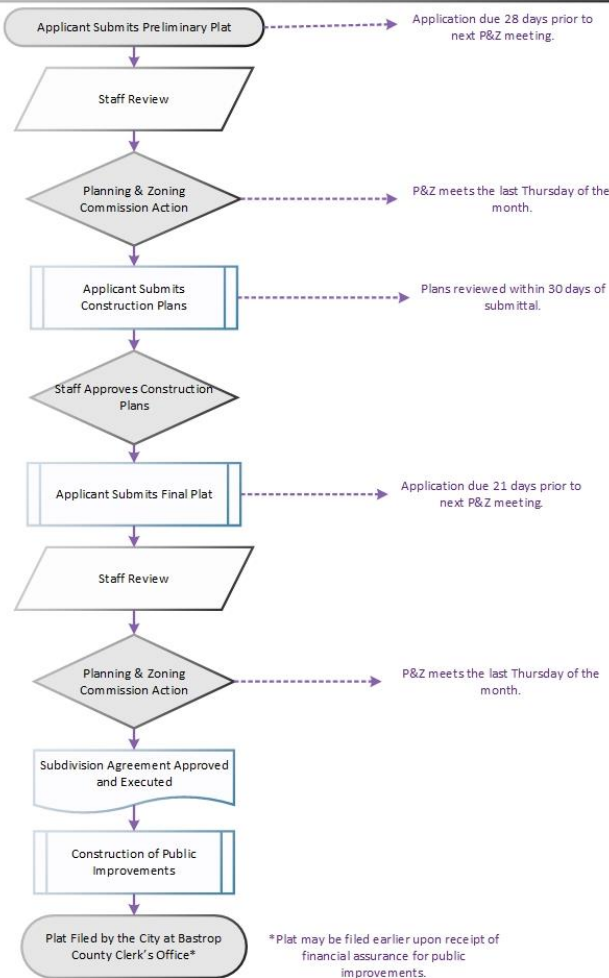 Applicant Submits Preliminary Plat
Application due 28 days prior to
next P&Z meeting.
Staff Review
Planning & Zoning
Commission Action
P&Z meets the last Thursday of the
month.
Applicant Submits
Construction Plans
Plans reviewed within 30 days of
submittal.
Staff Approves Construction
Plans
Applicant Submits Final Plat
Application due 21 days prior to
next P&Z meeting.
Staff Review
Planning & Zoning
Commission Action
P&Z meets the last Thursday of the
month.
Subdivision Agreement Approved
and Executed
Construction of Public
Improvements
Plat Filed by the City at Bastrop
County Clerk's Office*
*Plat may be filed earlier upon receipt of
financial assurance for public
improvements.